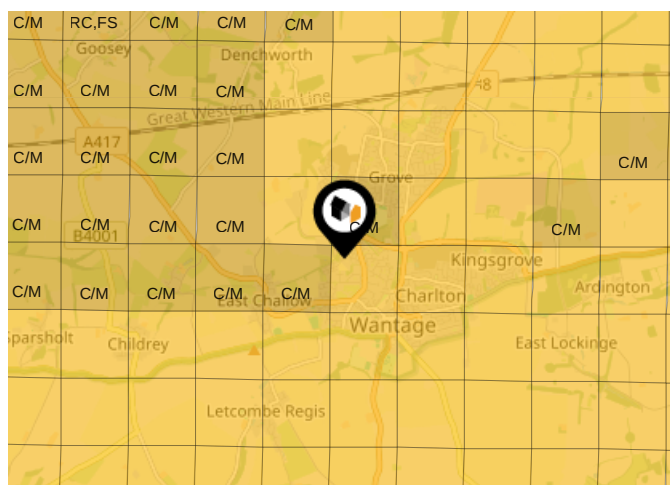 C/M RC,FS C/M C/M C/M
Goosey Denchworth
C/M C/M C/M C/M
Great Western Main Line
A417
C/M C/M C/M C/M C/M
Grove
C/M C/M C/M C/M C/M C/M
B4001
Kingsgrove
C/M C/M C/M C/M C/M
East Challow Charlton Ardington
Wantage
Childrey East Lockinge
Letcombe Regis